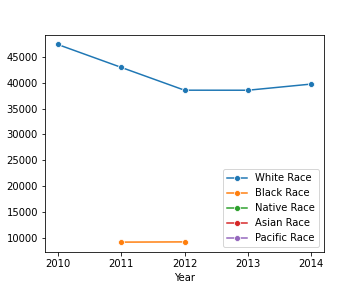 45000
40000
35000
30000
25000
20000
15000
10000
2010 2011 2012 2013 2014
Year
White Race
Black Race
Native Race
Asian Race
Pacific Race